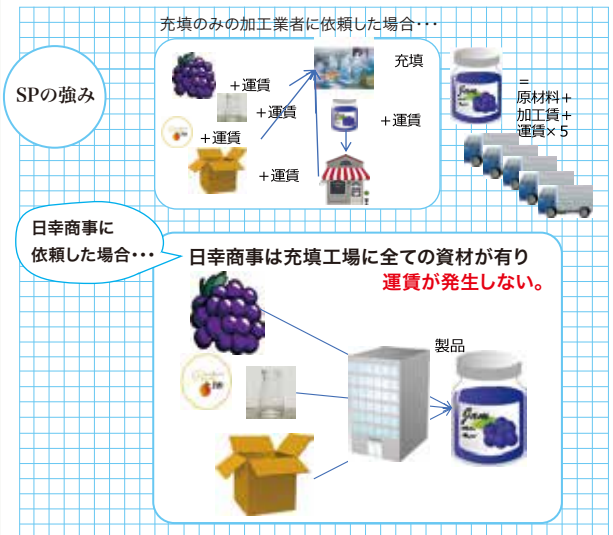 充填のみの加工業者に依頼した場合･･･
SPの強み
＋運賃
充填
＋運賃
＋運賃
＋運賃
＋運賃
＝
原材料＋
加工賃＋
運賃×５
Jam
日幸商事に
依頼した場合･･･
日幸商事は充填工場に全ての資材が有り
運賃が発生しない。
製品
Jam